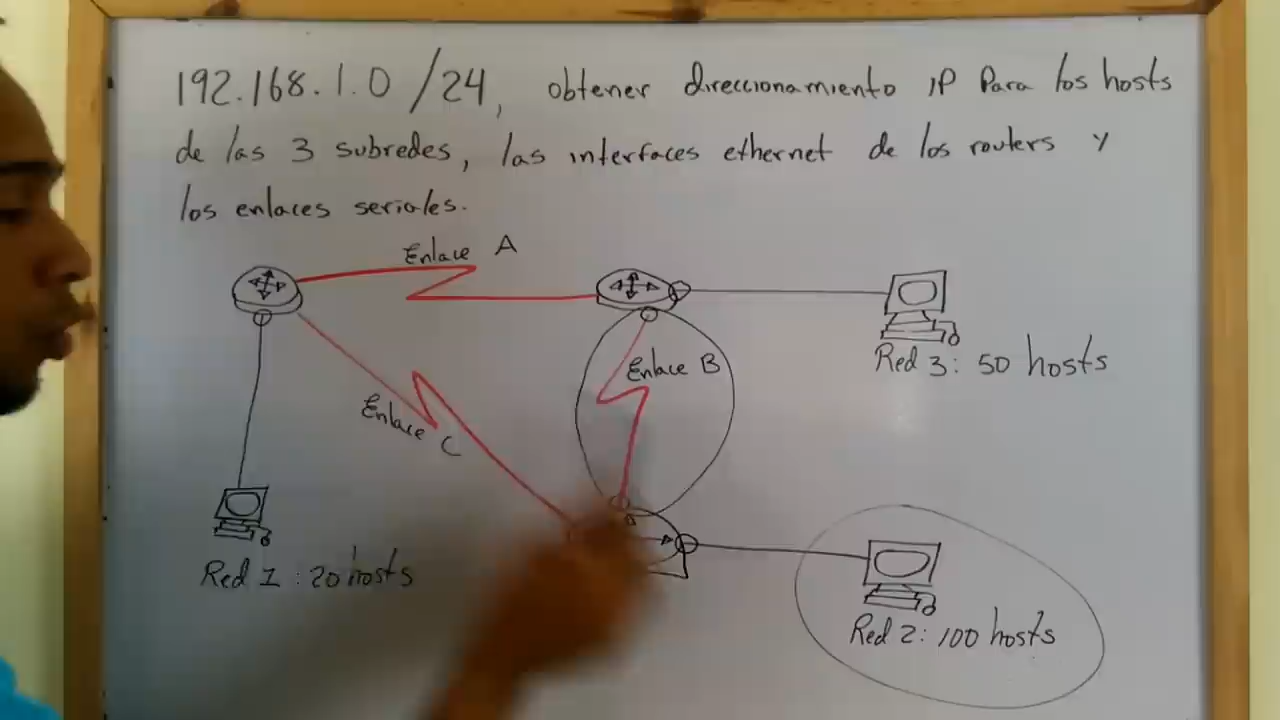 192.168.1.0 /24, obtener direccionamiento IP Para los hosts
de las 3 subredes, las interfaces ethernet de los routers y
los enlaces seriales.
Enlace A
Enlace B
Red 3: 50 hosts
Enlace C
Red 1: 20 hosts
Red 2: 100 hosts